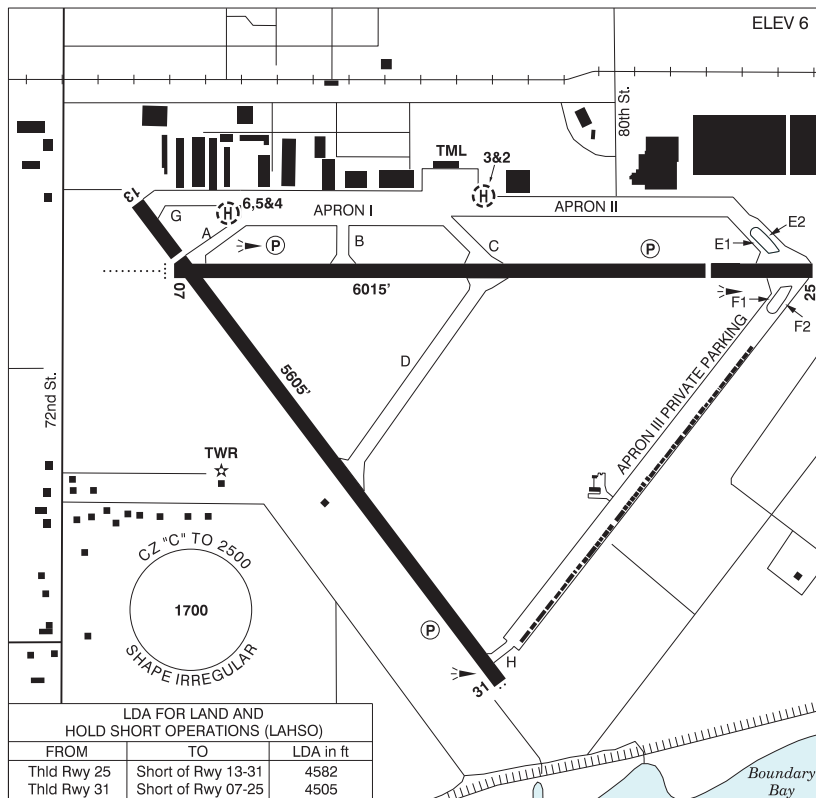 ELEV 6
80th St.
TML
3&2
H
13
6,5&4
H
G
APRON I
APRON II
E2
A
P
B
C
P
E1
07
6015'
25
F1
F2
5605'
D
72nd St.
APRON III PRIVATE PARKING
TWR
CZ "C" TO 2500
1700
SHAPE IRREGULAR
P
H
31
LDA FOR LAND AND
HOLD SHORT OPERATIONS (LAHSO)
FROM TO LDA in ft
Thld Rwy 25 Short of Rwy 13-31 4582
Thld Rwy 31 Short of Rwy 07-25 4505
Boundary
Bay